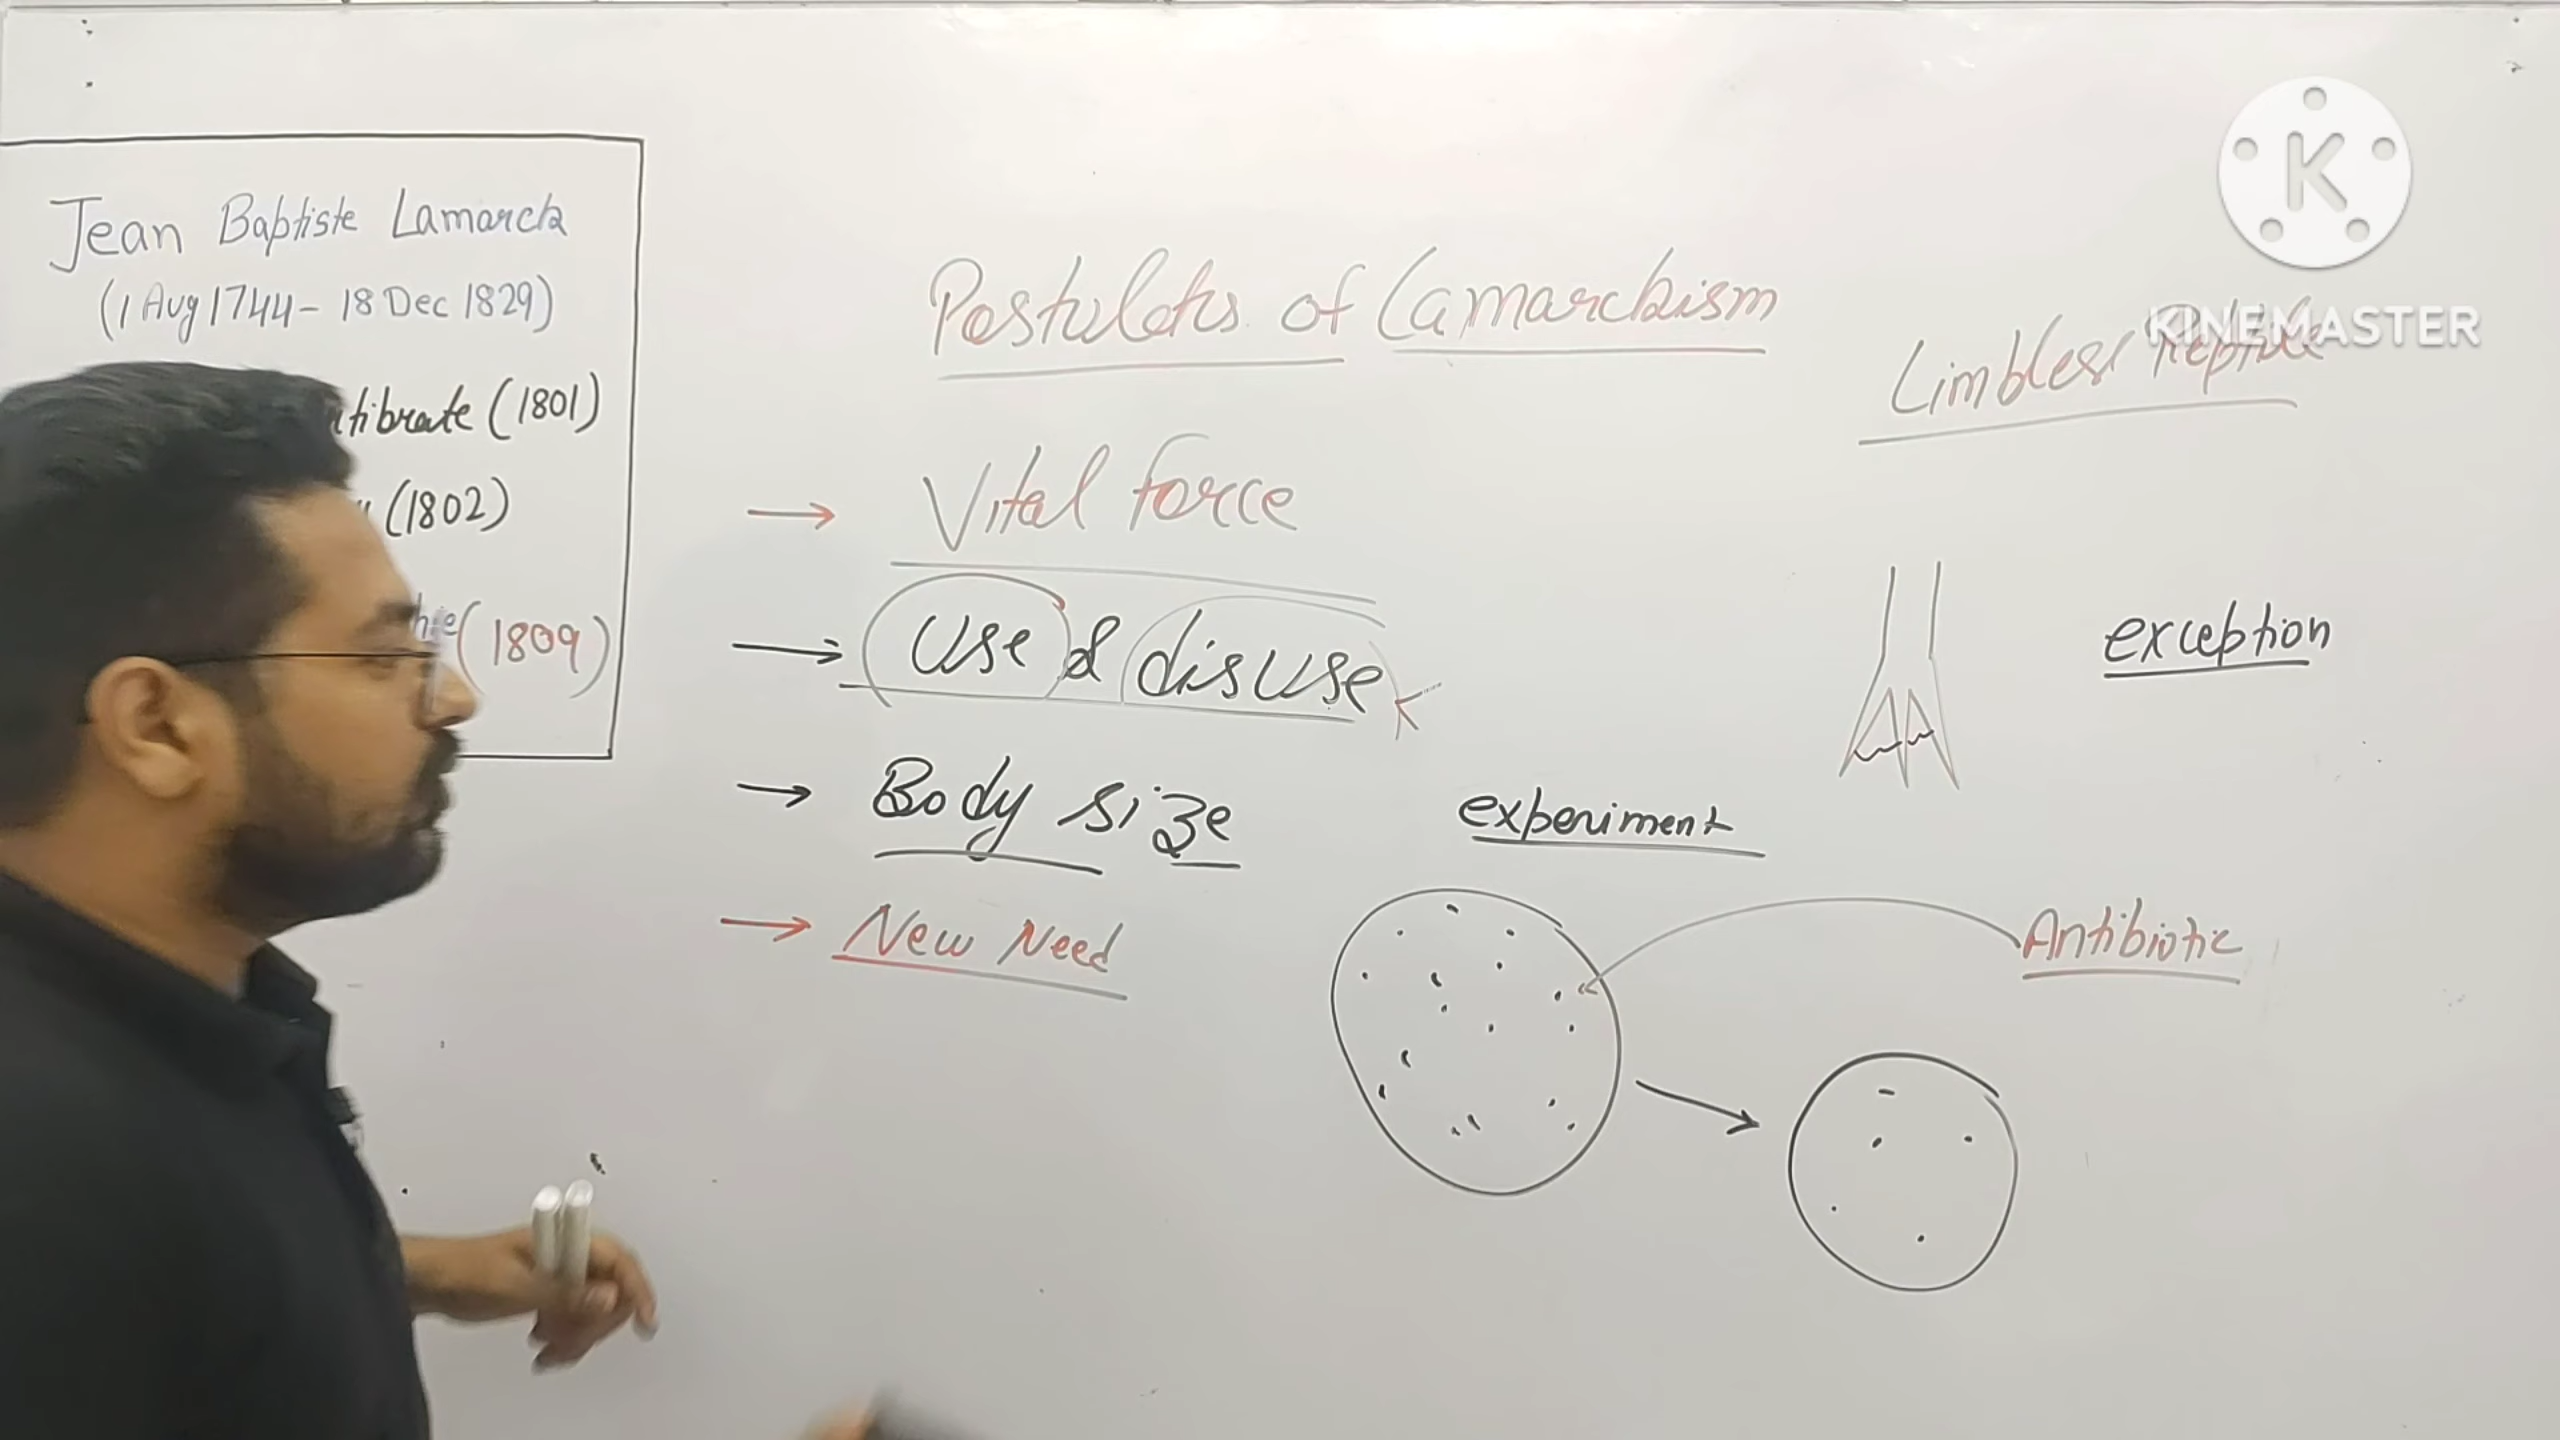 Jean Baptiste Lamarck
(1 Aug 1744 - 18 Dec 1829)
(1801)
(1802)
(1809)
Postulates of Lamarckism
→ Vital force
→ Use & disuse
→ Body size
→ New Need
Limbless Reptile
exception
experiment
Antibiotic
K
KINEMASTER